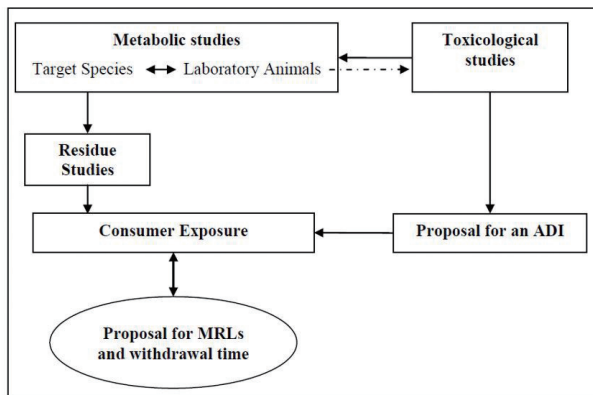 Metabolic studies
Target Species Laboratory Animals
Toxicological
studies
Residue
Studies
Consumer Exposure
Proposal for an ADI
Proposal for MRLs
and withdrawal time